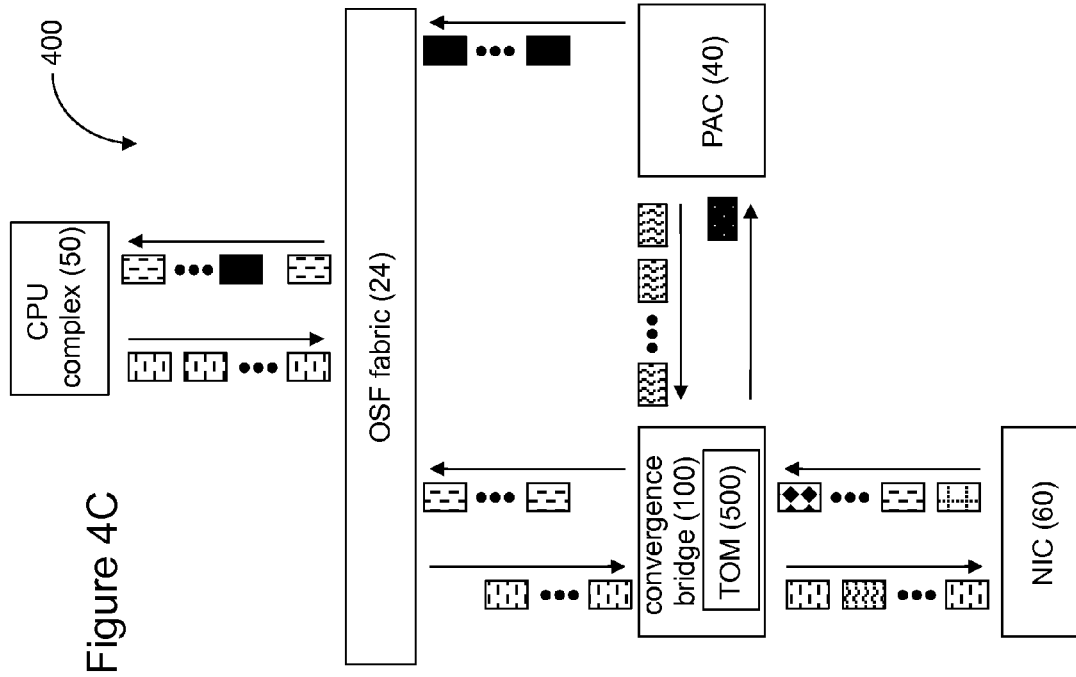 Figure 4C
400
CPU
complex (50)
OSF fabric (24)
convergence
bridge (100)
TOM (500)
PAC (40)
NIC (60)